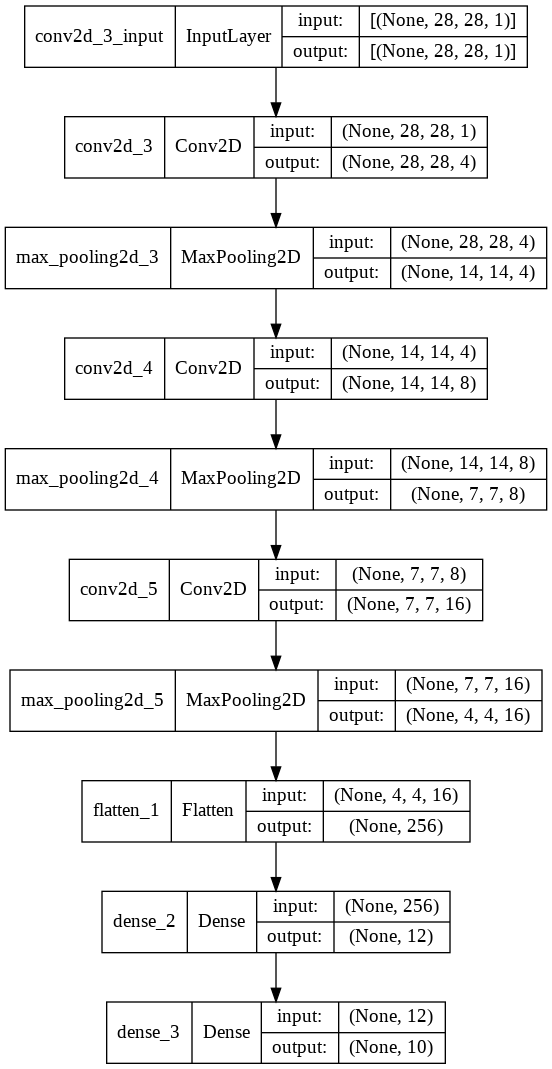 conv2d_3_input InputLayer input: [(None, 28, 28, 1)]
output: [(None, 28, 28, 1)]
conv2d_3 Conv2D input: (None, 28, 28, 1)
output: (None, 28, 28, 4)
max_pooling2d_3 MaxPooling2D input: (None, 28, 28, 4)
output: (None, 14, 14, 4)
conv2d_4 Conv2D input: (None, 14, 14, 4)
output: (None, 14, 14, 8)
max_pooling2d_4 MaxPooling2D input: (None, 14, 14, 8)
output: (None, 7, 7, 8)
conv2d_5 Conv2D input: (None, 7, 7, 8)
output: (None, 7, 7, 16)
max_pooling2d_5 MaxPooling2D input: (None, 7, 7, 16)
output: (None, 4, 4, 16)
flatten_1 Flatten input: (None, 4, 4, 16)
output: (None, 256)
dense_2 Dense input: (None, 256)
output: (None, 12)
dense_3 Dense input: (None, 12)
output: (None, 10)